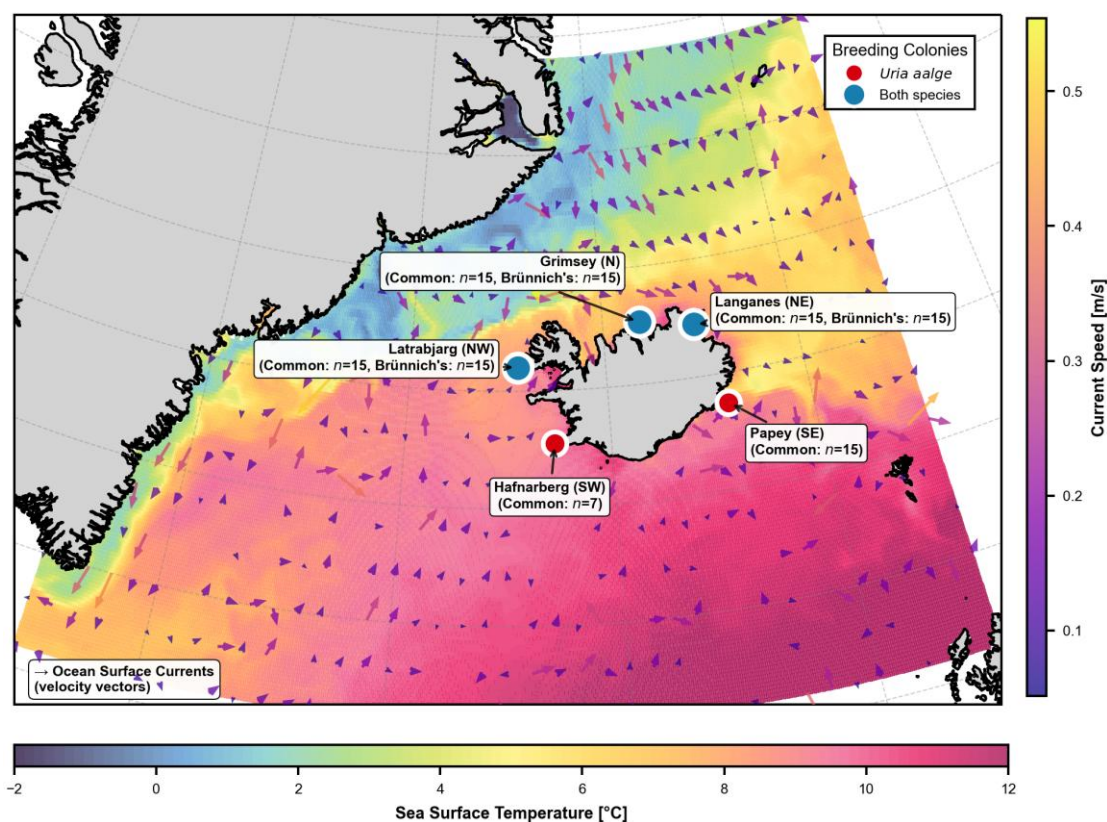 Breeding Colonies
Uria aalge
Both species
Grimsey (N)
(Common: n=15, Brünnich's: n=15)
Langanes (NE)
(Common: n=15, Brünnich's: n=15)
Latrabjarg (NW)
(Common: n=15, Brünnich's: n=15)
Papey (SE)
(Common: n=15)
Hafnarberg (SW)
(Common: n=7)
→ Ocean Surface Currents
(velocity vectors)
0.5
0.4
0.3
0.2
0.1
Current Speed [m/s]
−2 0 2 4 6 8 10 12
Sea Surface Temperature [°C]